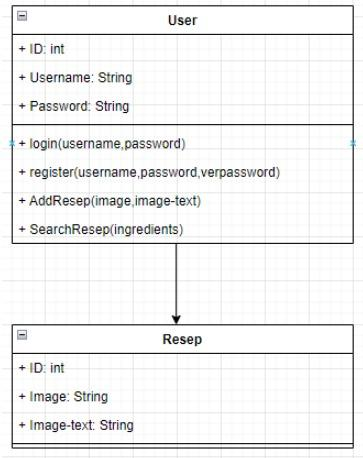 User
+ ID: int
+ Username: String
+ Password: String
+ login(username,password)
+ register(username,password,verpassword)
+ AddResep(image,image-text)
+ SearchResep(ingredients)
Resep
+ ID: int
+ Image: String
+ Image-text: String